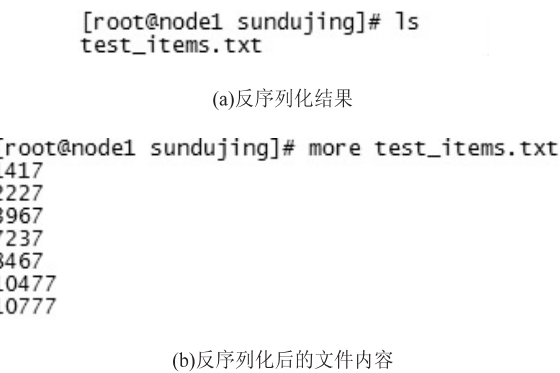 [root@node1 sundujing]# ls
test_items.txt
(a)反序列化结果
[root@node1 sundujing]# more test_items.txt
1417
2227
3967
7237
8467
10477
10777
(b)反序列化后的文件内容